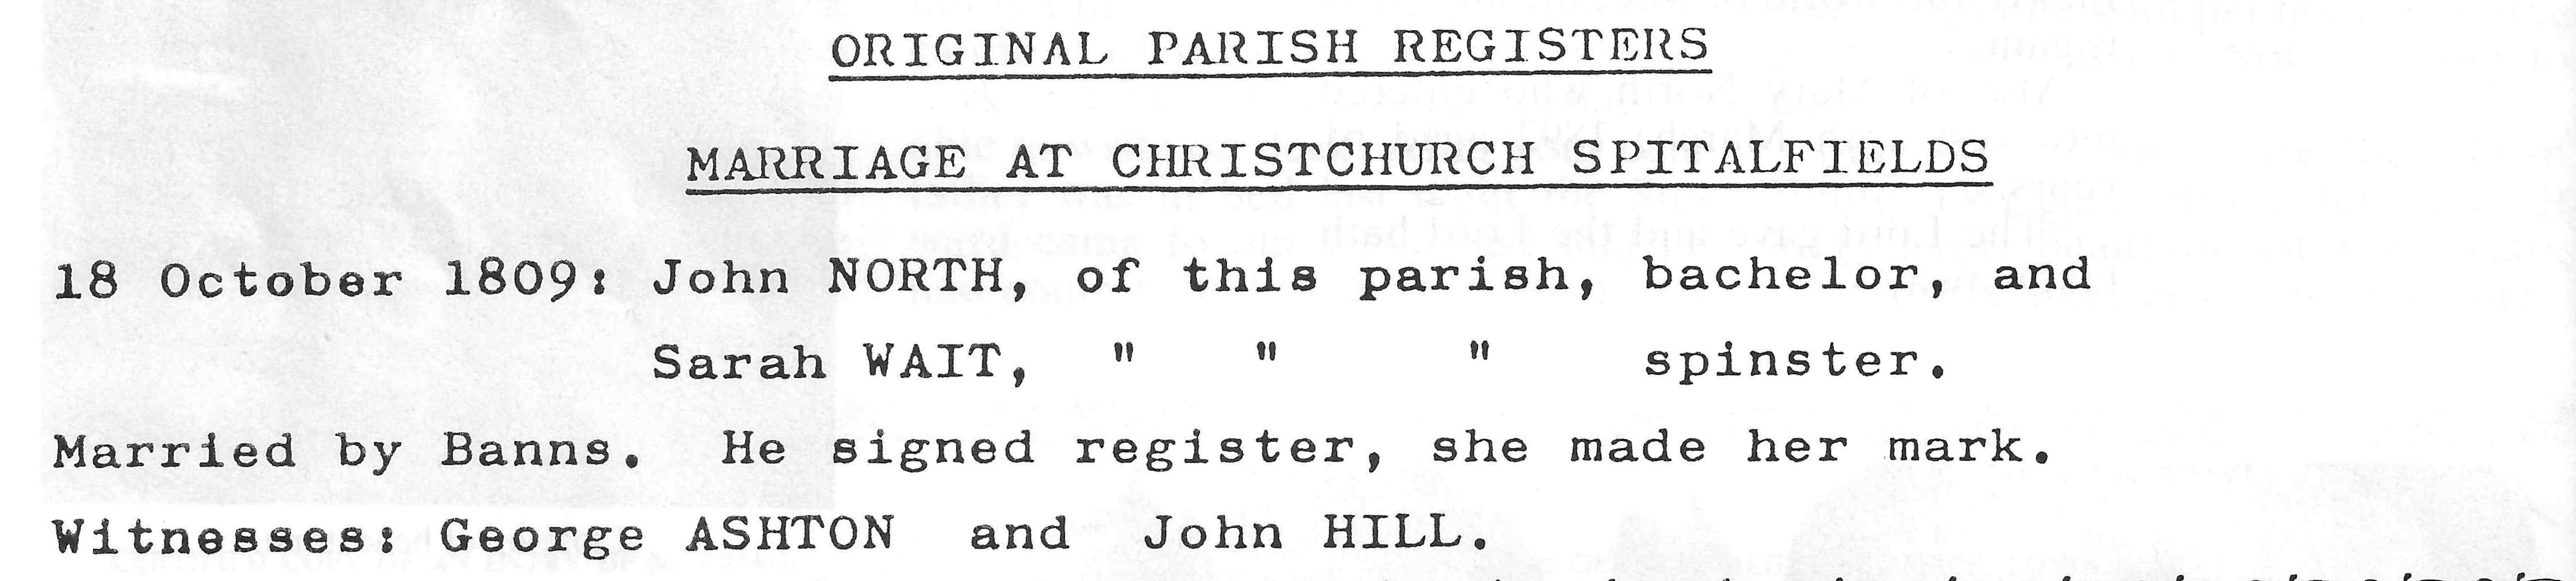 ORIGINAL PARISH REGISTERS
MARRIAGE AT CHRISTCHURCH SPITALFIELDS
18 October 1809: John NORTH, of this parish, bachelor, and
Sarah WAIT, " " " spinster.
Married by Banns. He signed register, she made her mark.
Witnesses: George ASHTON and John HILL.